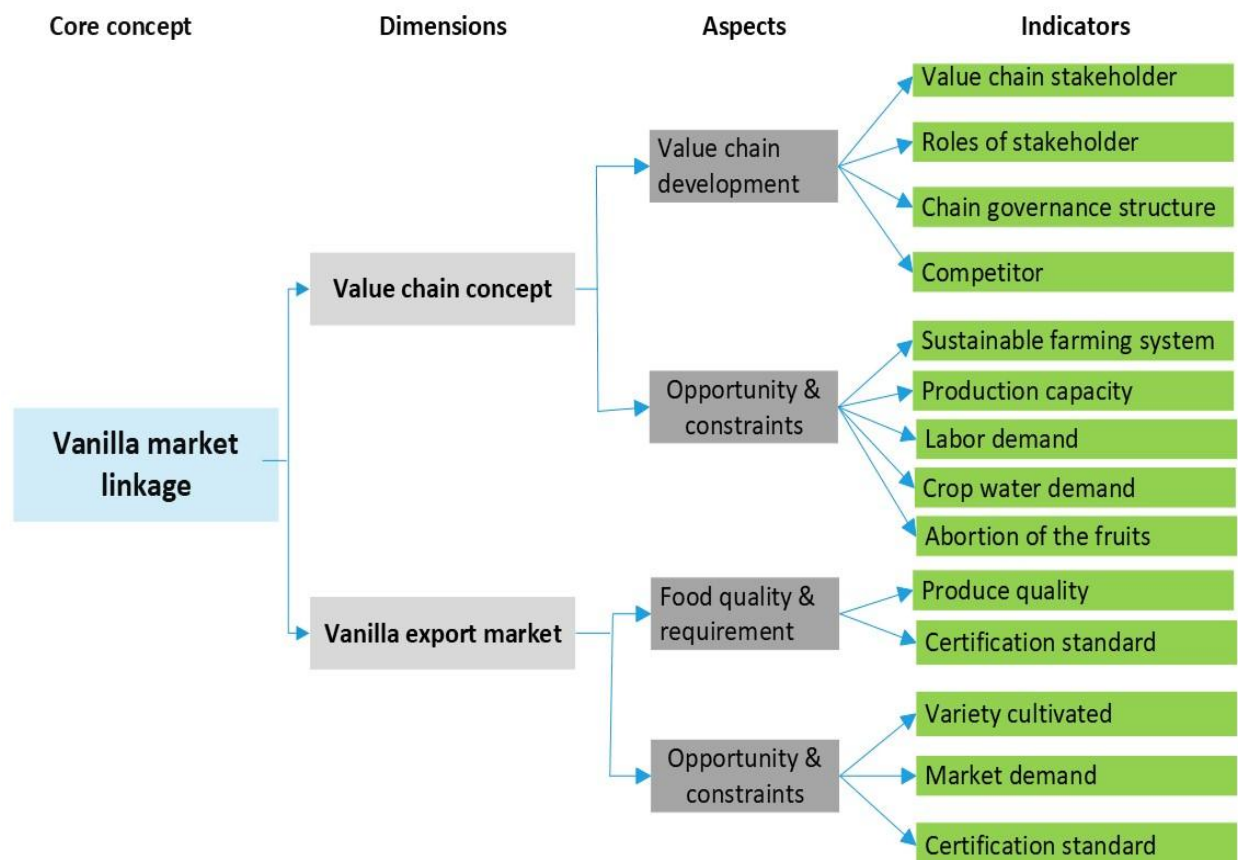 Core concept
Dimensions
Aspects
Indicators
Vanilla market
linkage
Value chain concept
Vanilla export market
Value chain
development
Opportunity &
constraints
Food quality &
requirement
Opportunity &
constraints
Value chain stakeholder
Roles of stakeholder
Chain governance structure
Competitor
Sustainable farming system
Production capacity
Labor demand
Crop water demand
Abortion of the fruits
Produce quality
Certification standard
Variety cultivated
Market demand
Certification standard